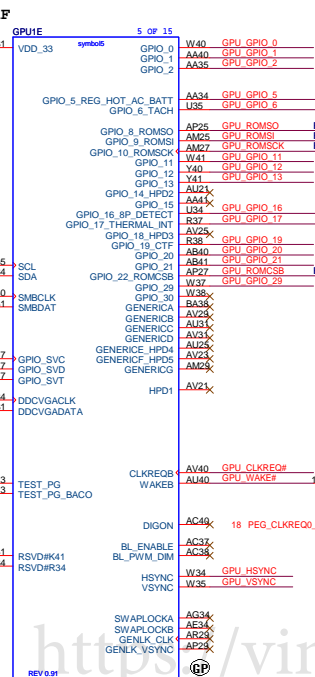 F
GPU1E 5 OF 15
symbol5
1 VDD_33 GPIO_0 W40 GPU_GPIO_0
GPIO_1 AA40 GPU_GPIO_1
GPIO_2 AA35 GPU_GPIO_2
GPIO_5_REG_HOT_AC_BATT AA34 GPU_GPIO_5
GPIO_6_TACH U35 GPU_GPIO_6
GPIO_8_ROMSO AP25 GPU_ROMSO
GPIO_9_ROMSI AM25 GPU_ROMSI
GPIO_10_ROMSCK AM27 GPU_ROMSCK
GPIO_11 W41 GPU_GPIO_11
GPIO_12 Y40 GPU_GPIO_12
GPIO_13 Y41 GPU_GPIO_13
GPIO_14_HPD2 AU21
GPIO_15 AA41
GPIO_16_8P_DETECT U34 GPU_GPIO_16
GPIO_17_THERMAL_INT R37 GPU_GPIO_17
GPIO_18_HPD3 AV25
GPIO_19_CTF R38 GPU_GPIO_19
GPIO_20 AB40 GPU_GPIO_20
5 SCL GPIO_21 AB41 GPU_GPIO_21
4 SDA GPIO_22_ROMCSB AP27 GPU_ROMCSB
GPIO_29 W37 GPU_GPIO_29
0 SMBCLK GPIO_30 W38
1 SMBDAT GENERICA BA38
GENERICB AV29
GENERICC AU31
GENERICD AV31
GENERICE_HPD4 AU25
7 GPIO_SVC GENERICF_HPD5 AV23
7 GPIO_SVD GENERICG AM29
7 GPIO_SVT
HPD1 AV21
4 DDCVGACLK
1 DDCVGADATA
CLKREQB AV40 GPU_CLKREQ#
3 TEST_PG WAKEB AU40 GPU_WAKE# 1
3 TEST_PG_BACO
DIGON AC40 18 PEG_CLKREQ0_
BL_ENABLE AC37
1 RSVD#K41 BL_PWM_DIM AC38
4 RSVD#R34
HSYNC W34 GPU_HSYNC
VSYNC W35 GPU_VSYNC
SWAPLOCKA AG34
SWAPLOCKB AE34
GENLK_CLK AR29
GENLK_VSYNC AP29
https://vin
GP
REV 0.91